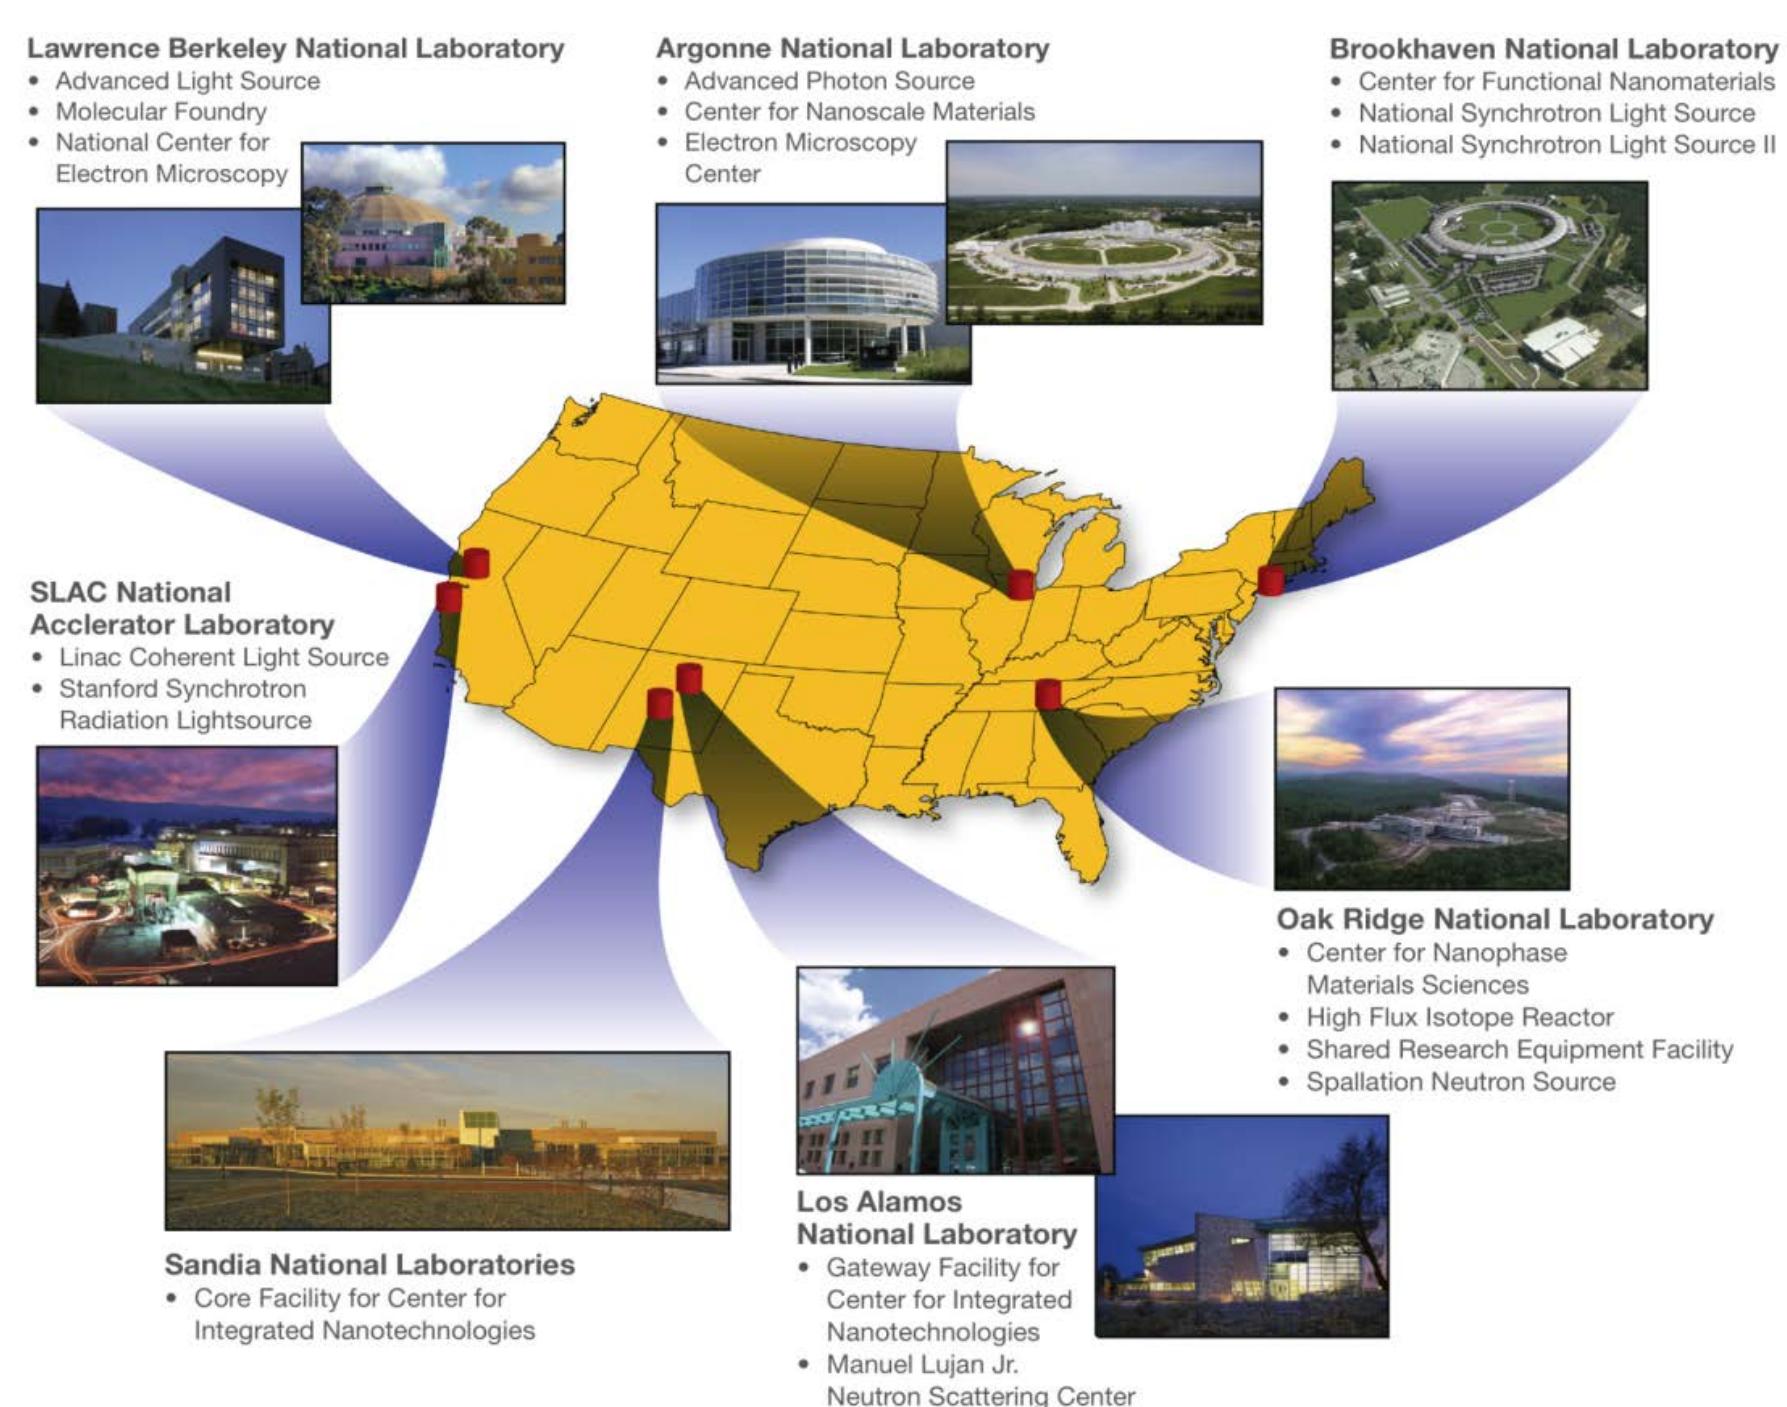 Lawrence Berkeley National Laboratory
• Advanced Light Source
• Molecular Foundry
• National Center for
Electron Microscopy
Argonne National Laboratory
• Advanced Photon Source
• Center for Nanoscale Materials
• Electron Microscopy
Center
Brookhaven National Laboratory
• Center for Functional Nanomaterials
• National Synchrotron Light Source
• National Synchrotron Light Source II
SLAC National
Acclerator Laboratory
• Linac Coherent Light Source
• Stanford Synchrotron
Radiation Lightsource
Oak Ridge National Laboratory
• Center for Nanophase
Materials Sciences
• High Flux Isotope Reactor
• Shared Research Equipment Facility
• Spallation Neutron Source
Sandia National Laboratories
• Core Facility for Center for
Integrated Nanotechnologies
Los Alamos
National Laboratory
• Gateway Facility for
Center for Integrated
Nanotechnologies
• Manuel Lujan Jr.
Neutron Scattering Center